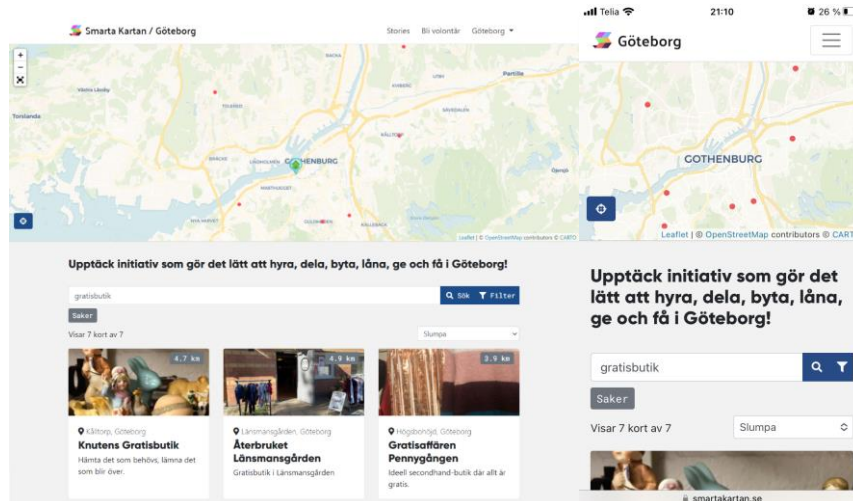 Smarta Kartan / Göteborg
Stories Bli volontär Göteborg
Partille
Torslanda
GOTHENBURG
Leaflet | © OpenStreetMap contributors © CARTO
Upptäck initiativ som gör det lätt att hyra, dela, byta, låna, ge och få i Göteborg!
gratisbutik
Sök Filter
Saker
Visar 7 kort av 7
Slumpa
4.7 km
Kålltorp, Göteborg
Knutens Gratisbutik
Hämta det som behövs, lämna det
som blir över.
4.9 km
Länsmansgården, Göteborg
Återbruket
Länsmansgården
Gratisbutik i Länsmansgården
3.9 km
Högsbohöjd, Göteborg
Gratisaffären
Pennygången
Ideell secondhand-butik där allt är
gratis.
Telia 21:10 26 %
Göteborg
GOTHENBURG
Leaflet | © OpenStreetMap contributors © CART
Upptäck initiativ som gör det
lätt att hyra, dela, byta, låna,
ge och få i Göteborg!
gratisbutik
Saker
Visar 7 kort av 7
Slumpa
smartakartan.se